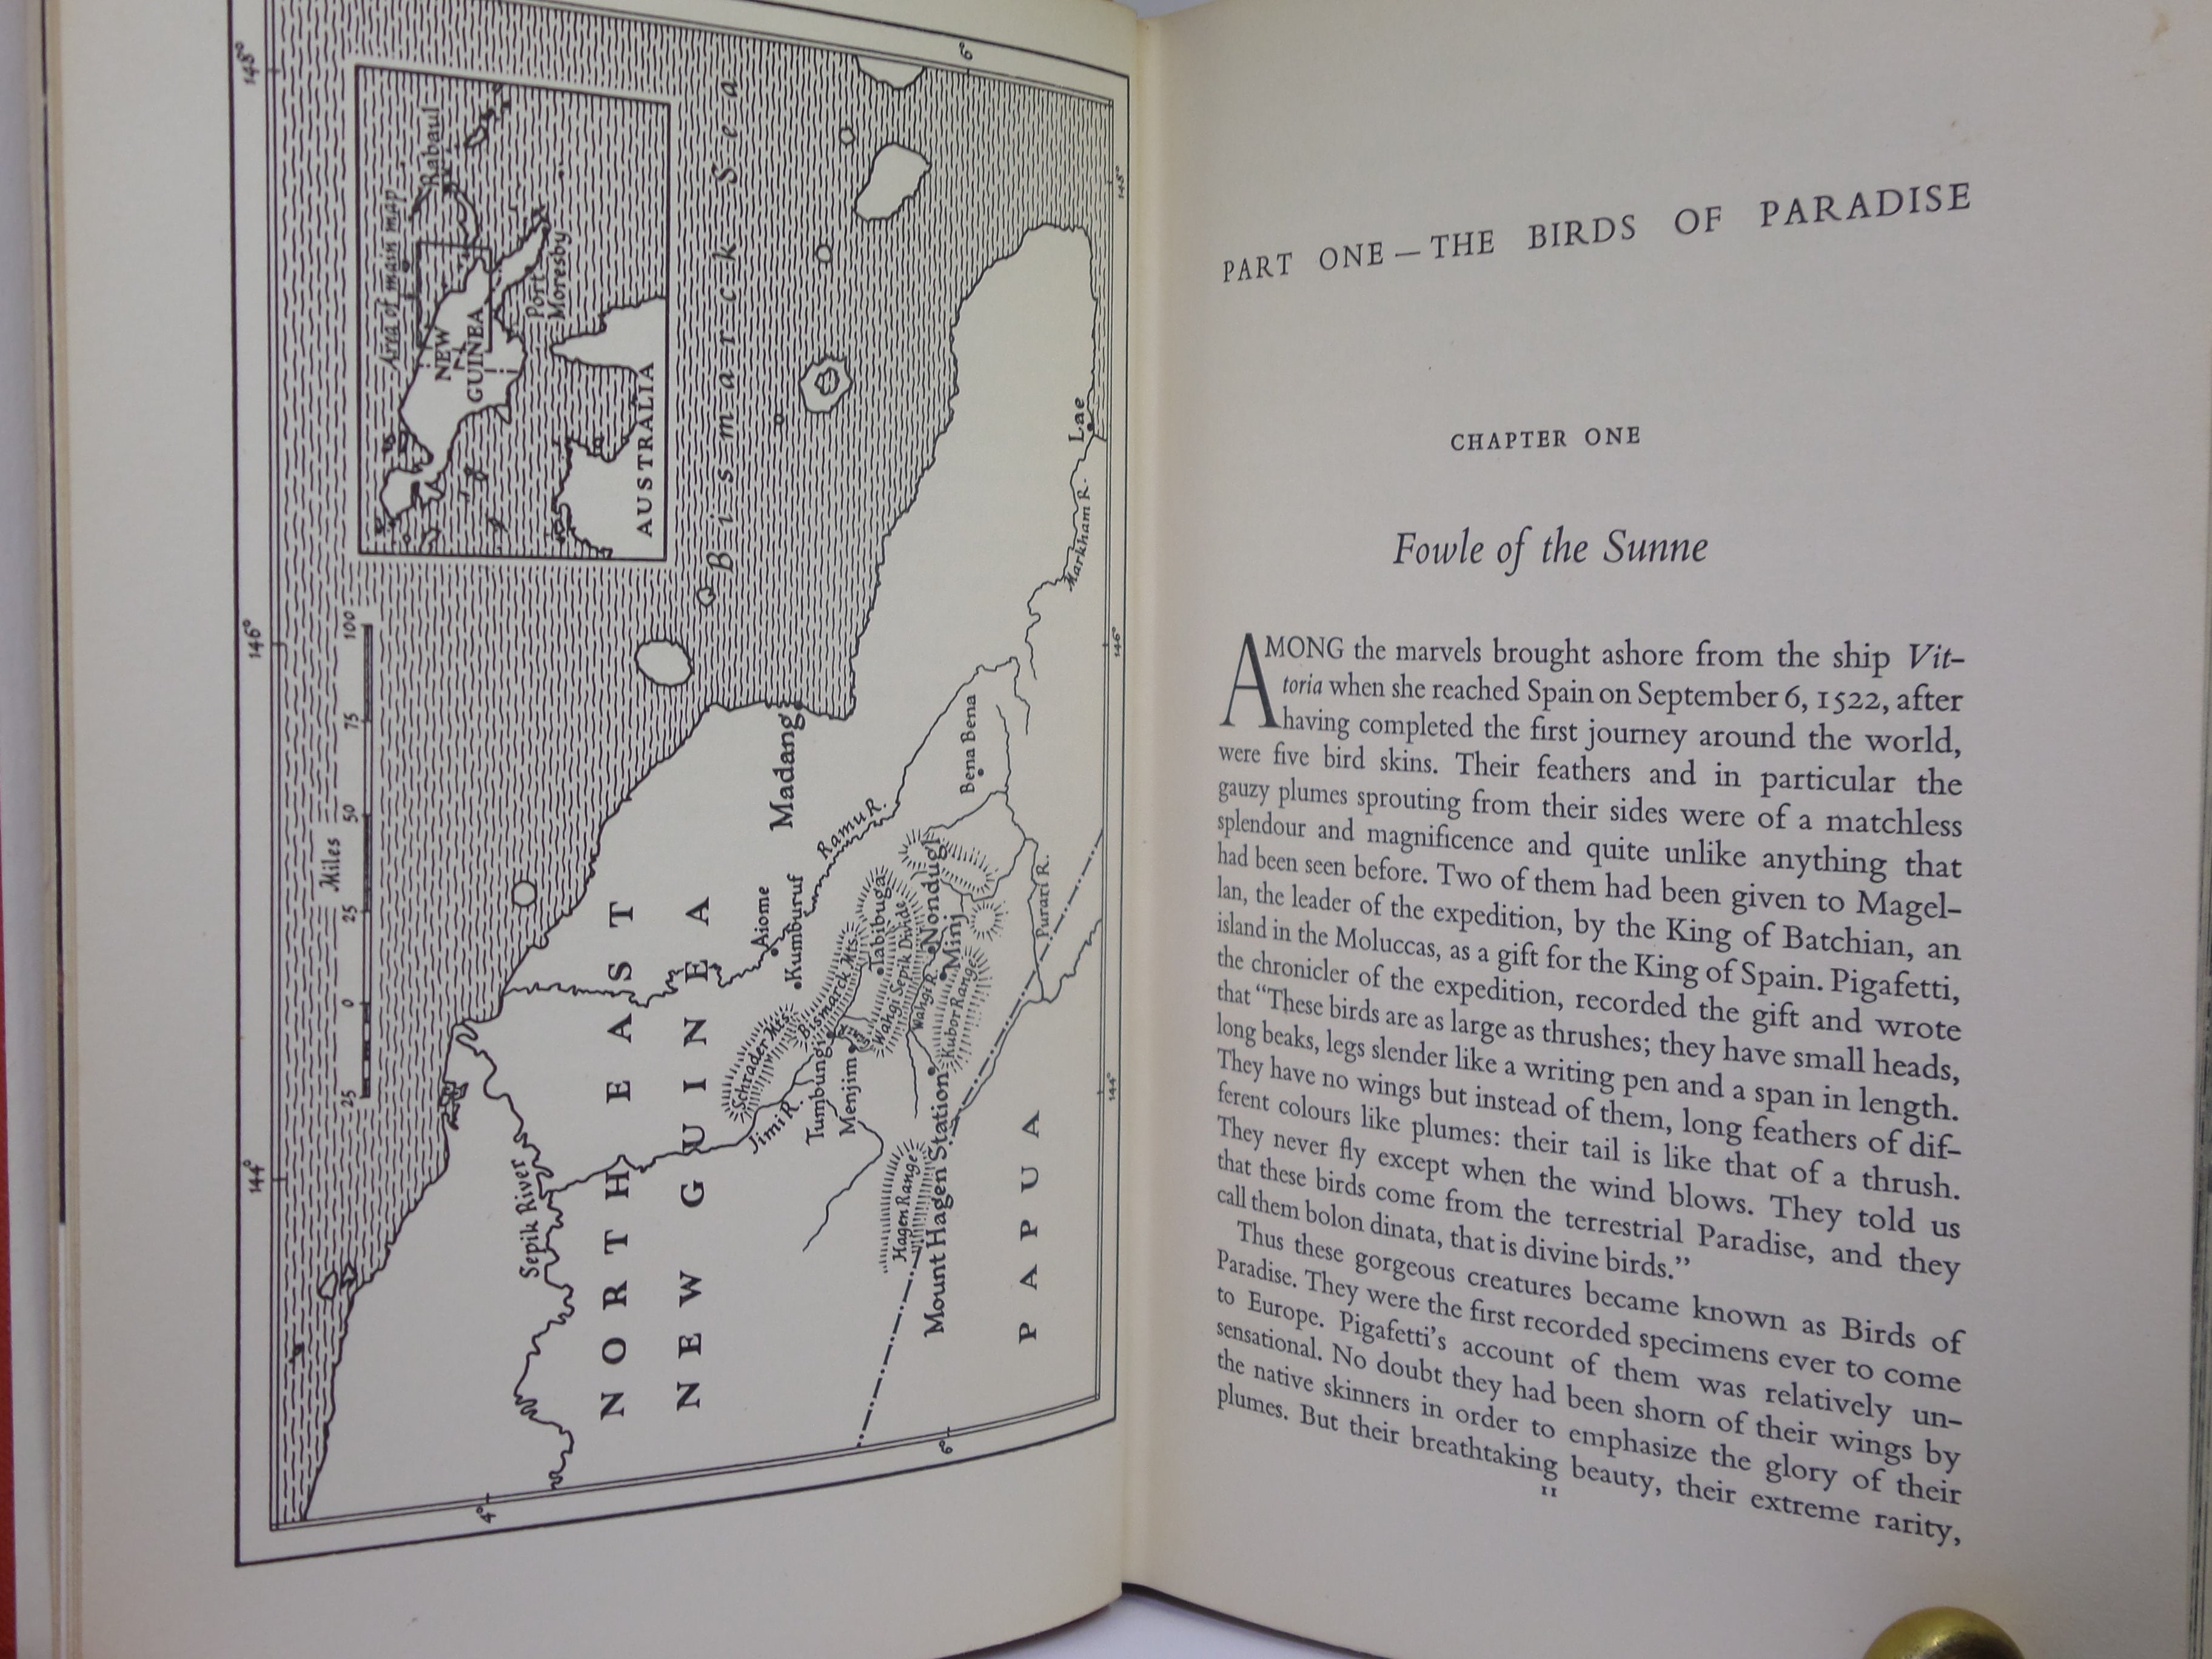 148°
146°
144°
4°
6°
6°
148°
146°
144°
Area of main map
Rabaul
NEW
GUINEA
Port
Moresby
AUSTRALIA
Miles
25 0 25 50 75 100
Bismarck Sea
NORTH EAST
NEW GUINEA
PAPUA
Sepik River
Madang
Ramu R.
Aiome
Kumburuf
Schrader Mts.
Bismarck Mts.
Jimi R.
Tumbungi
Menjim
Tabibuga
Wahgi Sepik Divide
Wahgi R.
Nondugl
Minj
Kubor Range
Hagen Range
Mount Hagen Station
Bena Bena
Purari R.
Markham R.
Lae
PART ONE — THE BIRDS OF PARADISE
CHAPTER ONE
Fowle of the Sunne
AMONG the marvels brought ashore from the ship Vit-
toria when she reached Spain on September 6, 1522, after
having completed the first journey around the world,
were five bird skins. Their feathers and in particular the
gauzy plumes sprouting from their sides were of a matchless
splendour and magnificence and quite unlike anything that
had been seen before. Two of them had been given to Magel-
lan, the leader of the expedition, by the King of Batchian, an
island in the Moluccas, as a gift for the King of Spain. Pigafetti,
the chronicler of the expedition, recorded the gift and wrote
that “These birds are as large as thrushes; they have small heads,
long beaks, legs slender like a writing pen and a span in length.
They have no wings but instead of them, long feathers of dif-
ferent colours like plumes: their tail is like that of a thrush.
They never fly except when the wind blows. They told us
that these birds come from the terrestrial Paradise, and they
call them bolon dinata, that is divine birds.”
Thus these gorgeous creatures became known as Birds of
Paradise. They were the first recorded specimens ever to come
to Europe. Pigafetti’s account of them was relatively un-
sensational. No doubt they had been shorn of their wings by
the native skinners in order to emphasize the glory of their
plumes. But their breathtaking beauty, their extreme rarity,
11